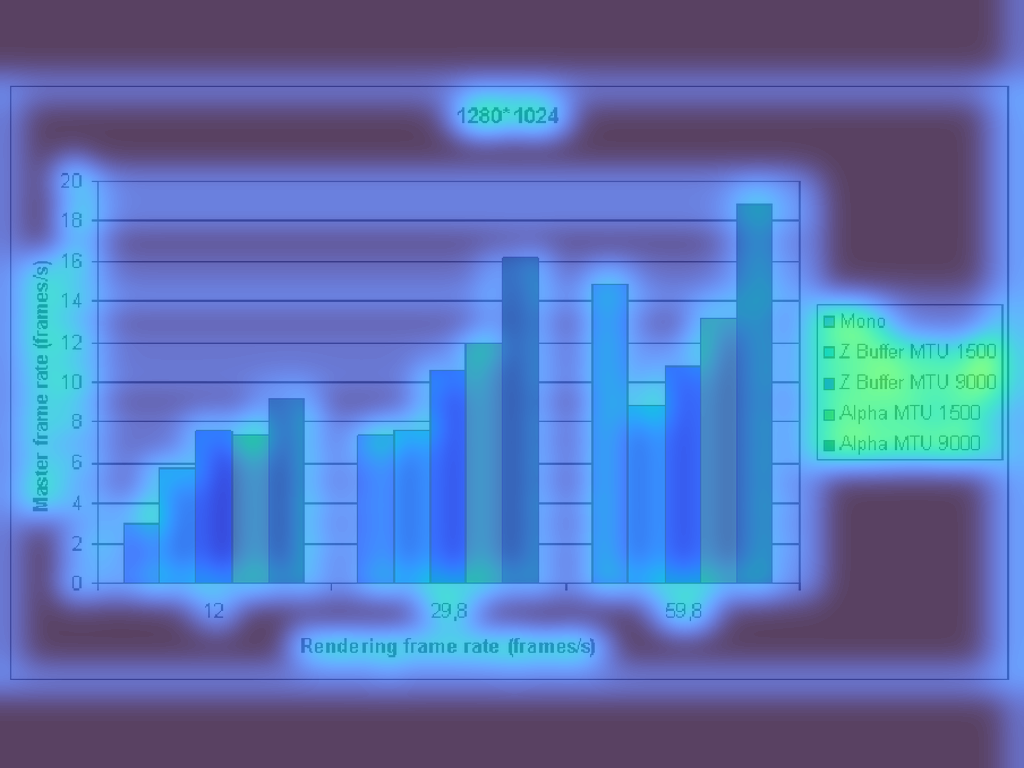 1280*1024
20
18
16
14
12
10
8
6
4
2
0
Master frame rate (frames/s)
12
29,8
59,8
Rendering frame rate (frames/s)
Mono
Z Buffer MTU 1500
Z Buffer MTU 9000
Alpha MTU 1500
Alpha MTU 9000